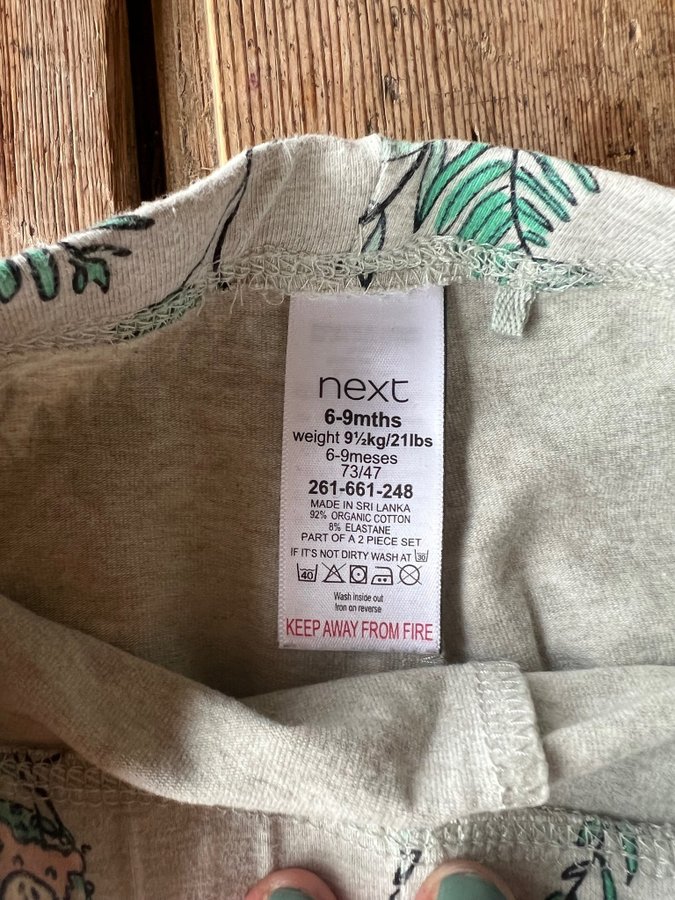 next
6-9mths
weight 9½kg/21lbs
6-9meses
73/47
261-661-248
MADE IN SRI LANKA
92% ORGANIC COTTON
8% ELASTANE
PART OF A 2 PIECE SET
IF IT'S NOT DIRTY WASH AT 30
40
Wash inside out
Iron on reverse
KEEP AWAY FROM FIRE